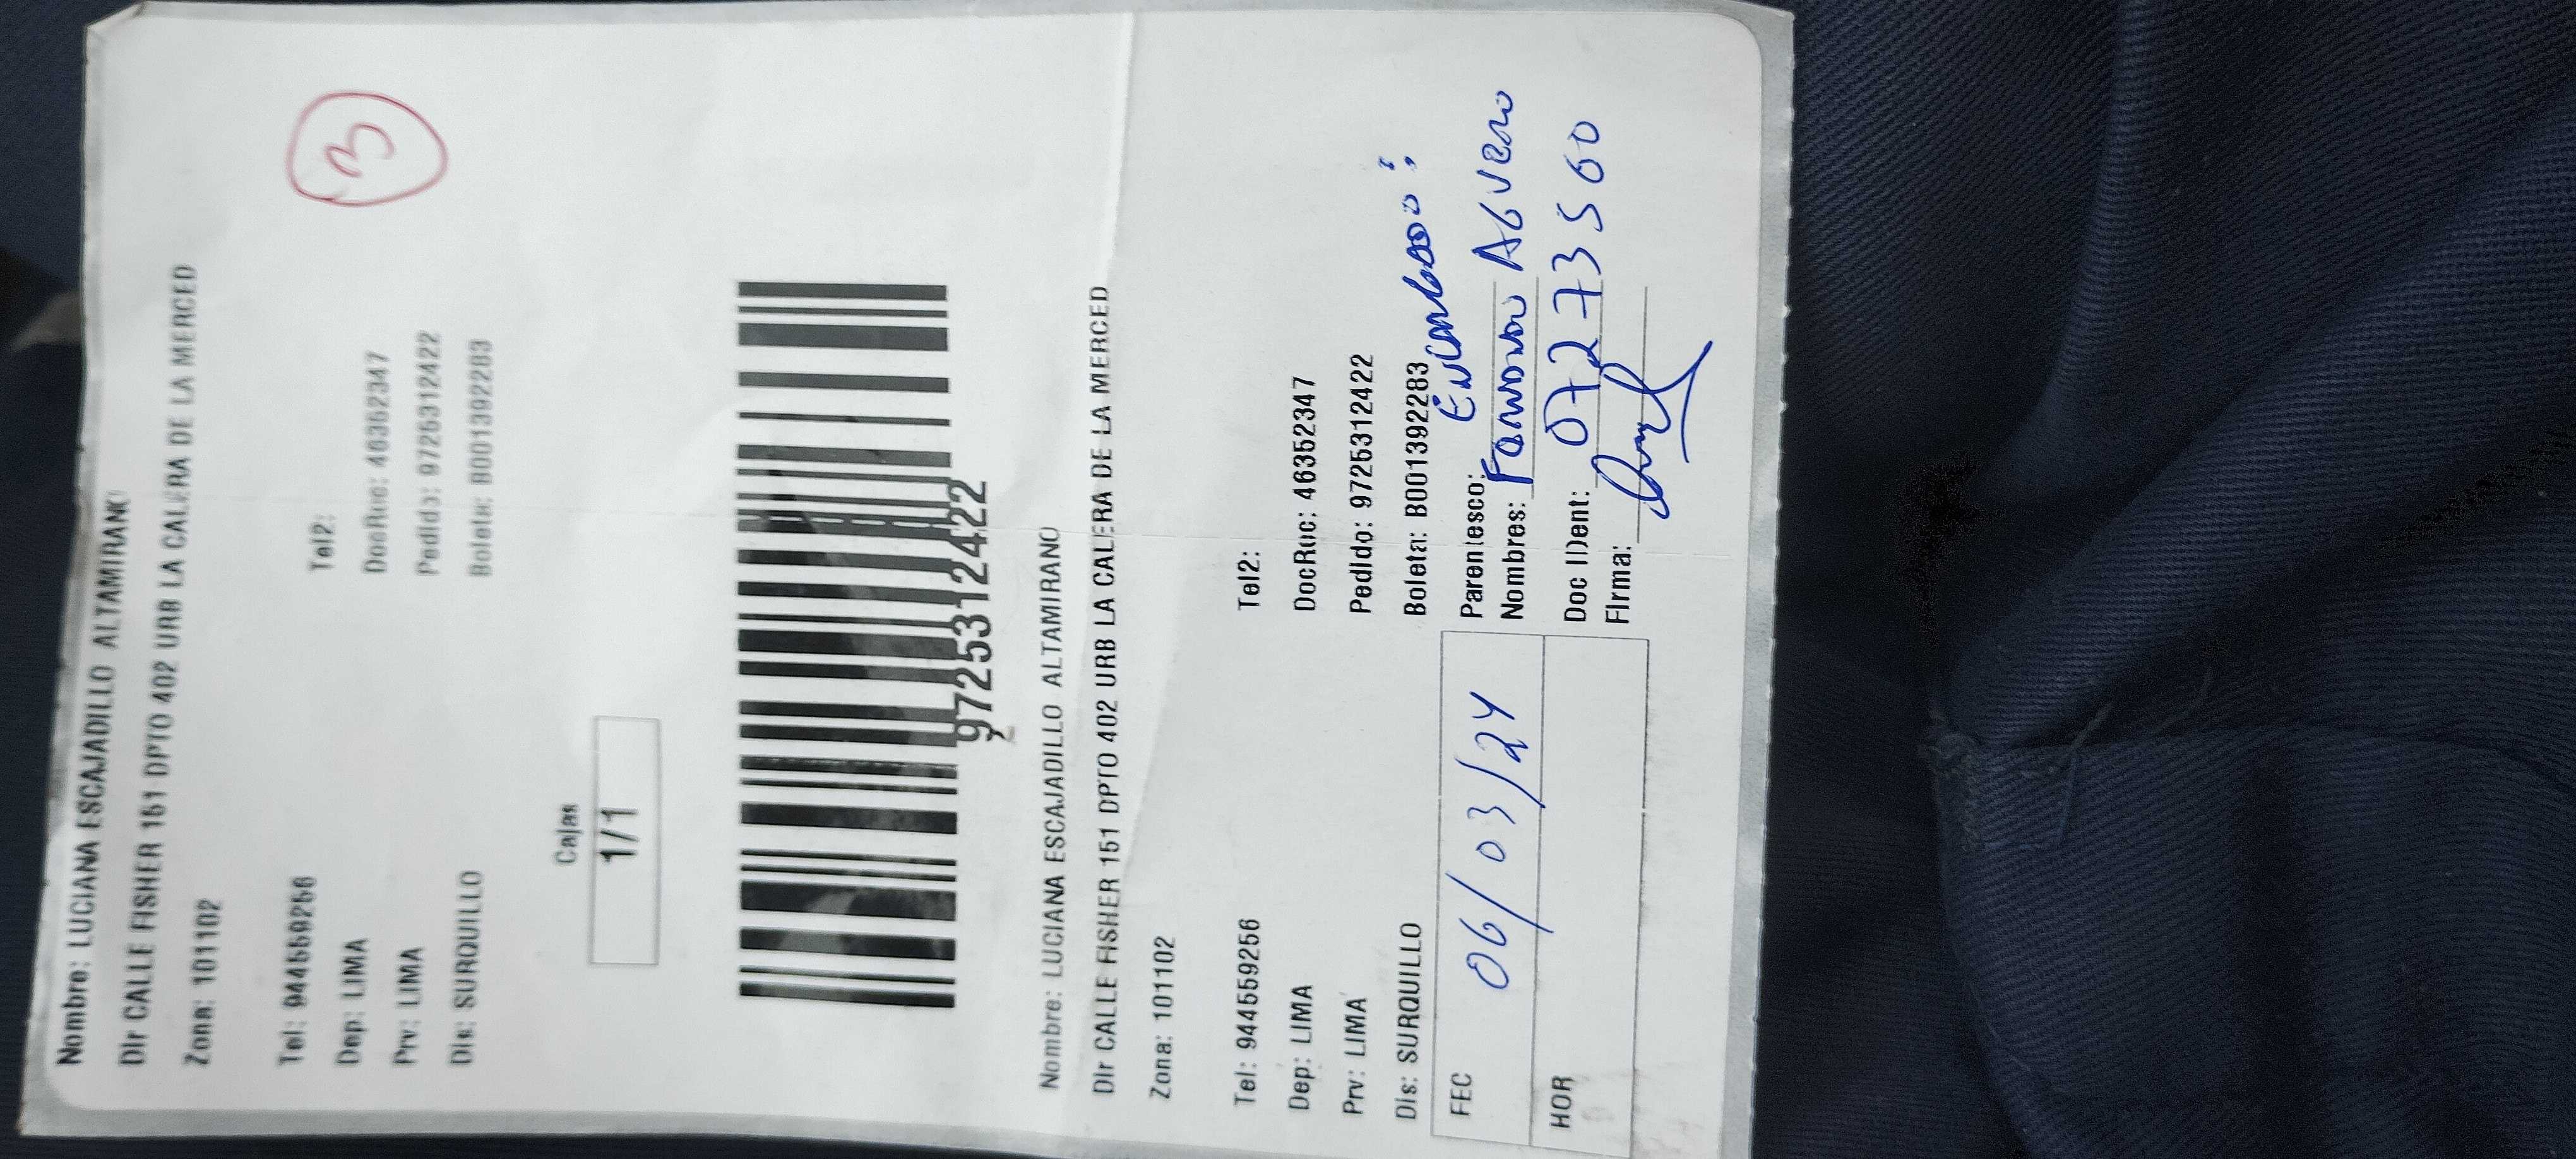 Nombre: LUCIANA ESCAJADILLO ALTAMIRANO
Dir CALLE FISHER 151 DPTO 402 URB LA CALERA DE LA MERCED
Zona: 101102
3
Tel: 944559256 Tel2:
Dep: LIMA DocRuc: 46352347
Prv: LIMA Pedido: 97253124422
Dis: SURQUILLO Boleta: B001392283
Cajas
1/1
97253124422
Nombre: LUCIANA ESCAJADILLO ALTAMIRANO
Dir CALLE FISHER 151 DPTO 402 URB LA CALERA DE LA MERCED
Zona: 101102
Tel: 944559256 Tel2:
Dep: LIMA DocRuc: 46352347
Prv: LIMA Pedido: 97253124422
Dis: SURQUILLO Boleta: B001392283
FEC 06/03/24 Parentesco:
Nombres: AGUERO
HOR Doc IDent: 07273560
Firma: